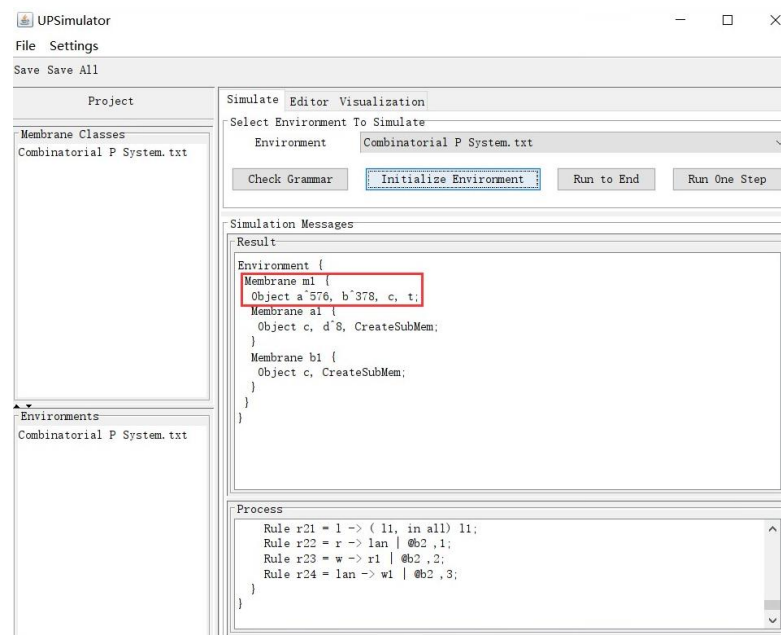 UPSimulator
File Settings
Save Save All
Project
Membrane Classes
Combinatorial P System.txt
Environments
Combinatorial P System.txt
Simulate Editor Visualization
Select Environment To Simulate
Environment Combinatorial P System.txt
Check Grammar Initialize Environment Run to End Run One Step
Simulation Messages
Result
Environment {
Membrane m1 {
Object a^576, b^378, c, t;
Membrane a1 {
Object c, d^8, CreateSubMem;
}
Membrane b1 {
Object c, CreateSubMem;
}
}
}
Process
Rule r21 = l -> ( l1, in all) l1;
Rule r22 = r -> lan | @b2 ,1;
Rule r23 = w -> r1 | @b2 ,2;
Rule r24 = lan -> w1 | @b2 ,3;
}
}